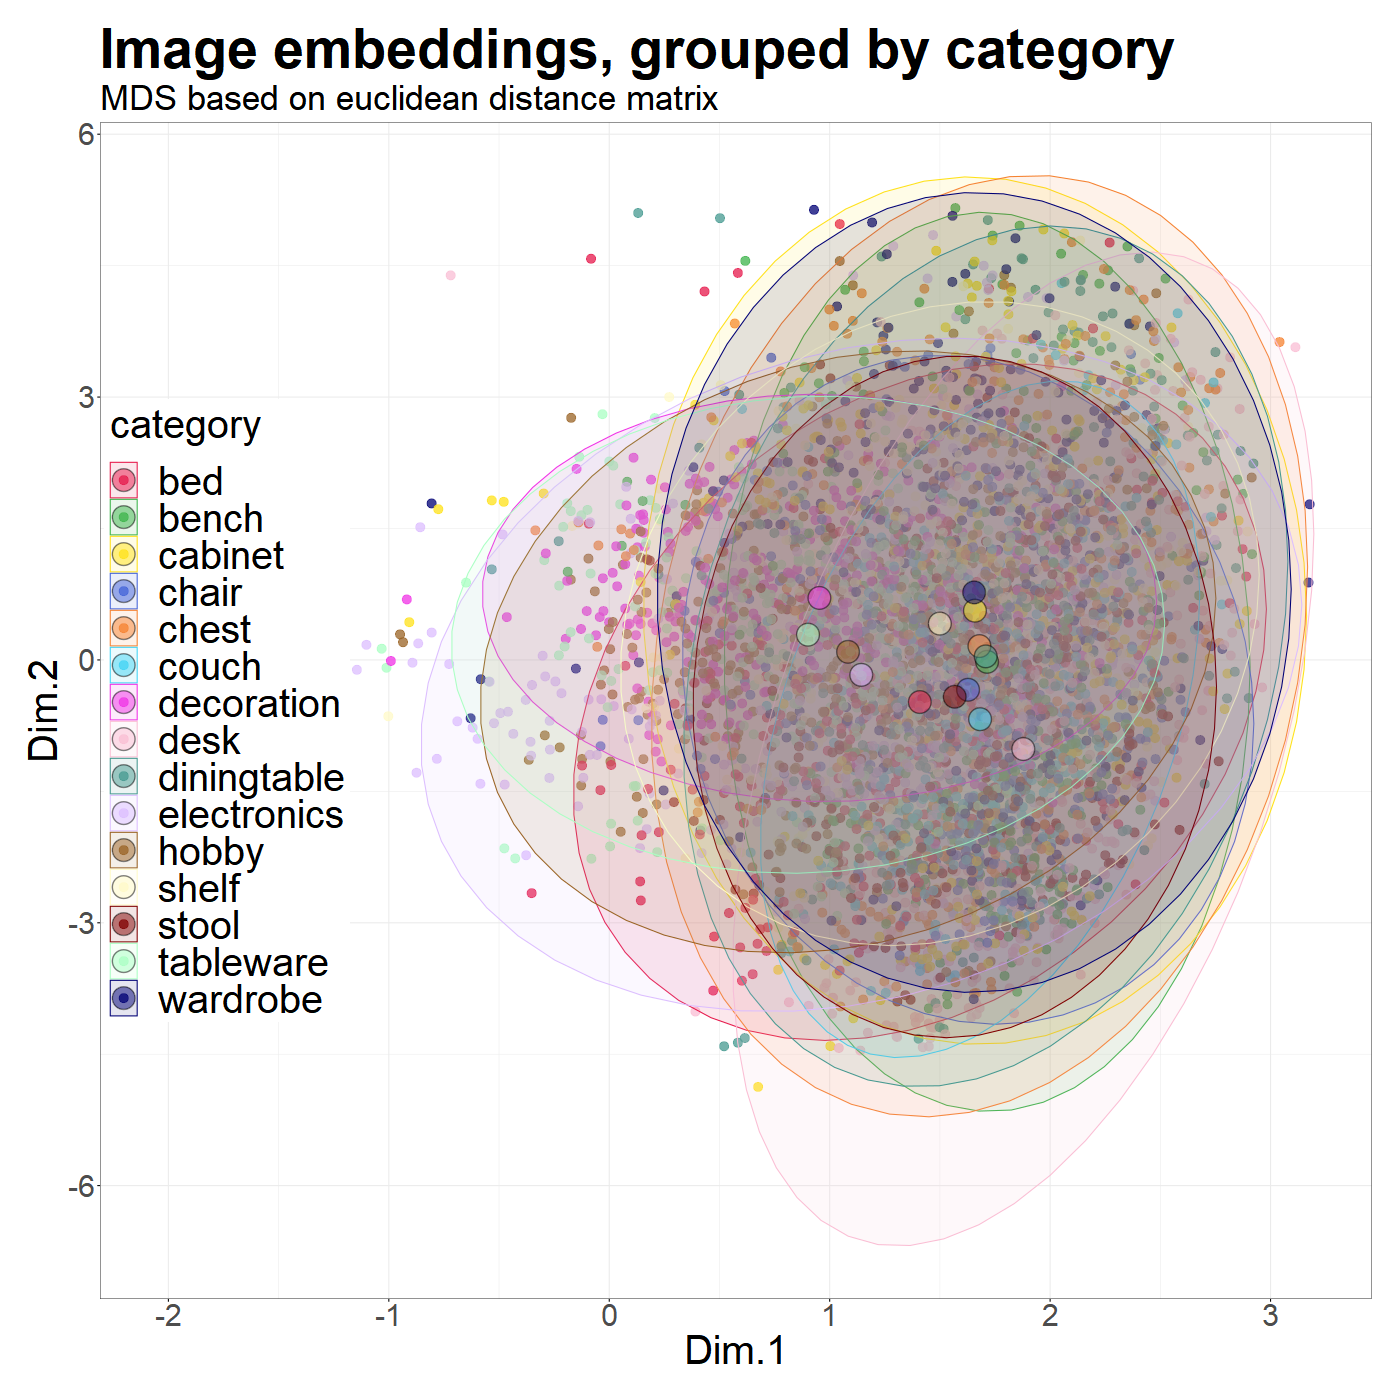 Image embeddings, grouped by category
MDS based on euclidean distance matrix
6
3
0
-3
-6
Dim.2
category
bed
bench
cabinet
chair
chest
couch
decoration
desk
diningtable
electronics
hobby
shelf
stool
tableware
wardrobe
-2 -1 0 1 2 3
Dim.1